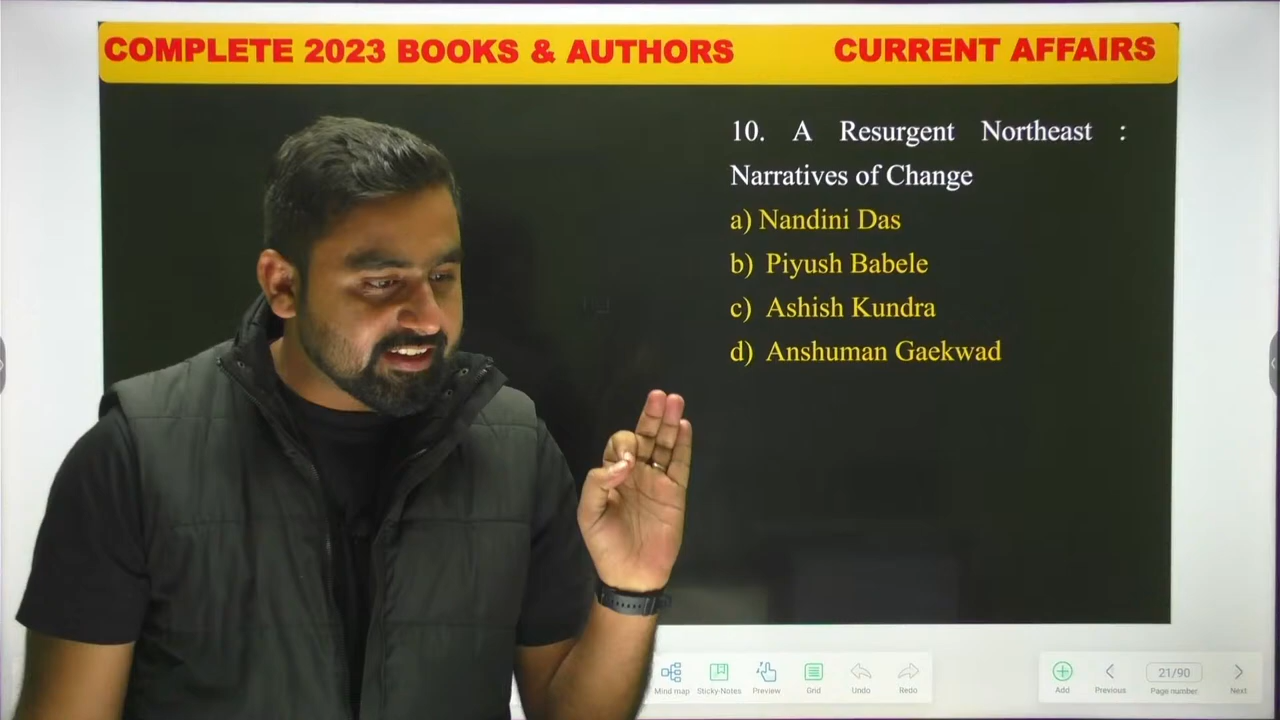 COMPLETE 2023 BOOKS & AUTHORS CURRENT AFFAIRS
10. A Resurgent Northeast :
Narratives of Change
a) Nandini Das
b) Piyush Babele
c) Ashish Kundra
d) Anshuman Gaekwad
Mind map Sticky-Notes Preview Grid Undo Redo
21/90
Add Previous Page number Next